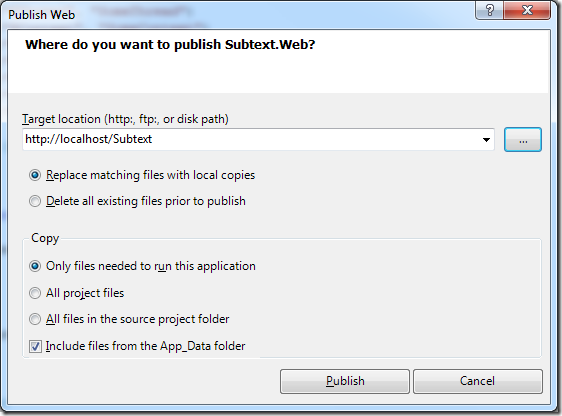 Publish Web
Where do you want to publish Subtext.Web?
Target location (http:, ftp:, or disk path)
http://localhost/Subtext
...
Replace matching files with local copies
Delete all existing files prior to publish
Copy
Only files needed to run this application
All project files
All files in the source project folder
Include files from the App_Data folder
Publish
Cancel